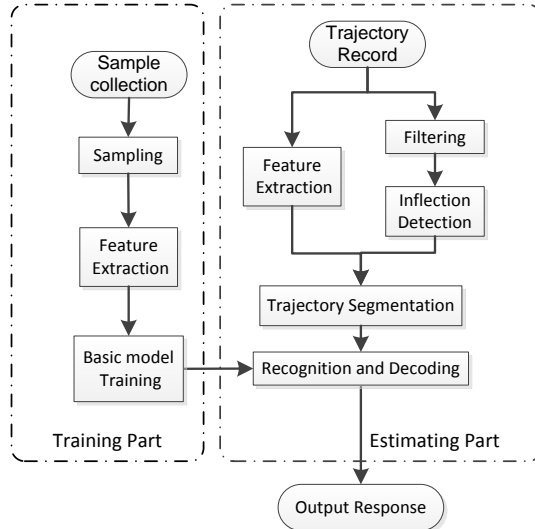 Sample
collection
Sampling
Feature
Extraction
Basic model
Training
Training Part
Trajectory
Record
Feature
Extraction
Filtering
Inflection
Detection
Trajectory Segmentation
Recognition and Decoding
Estimating Part
Output Response